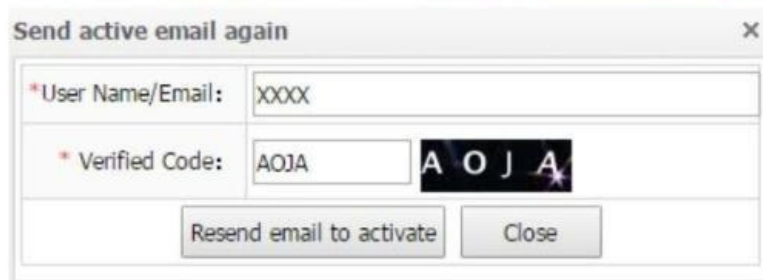 Send active email again ×
*User Name/Email: XXXX
* Verified Code: AOJA A O J A
Resend email to activate Close